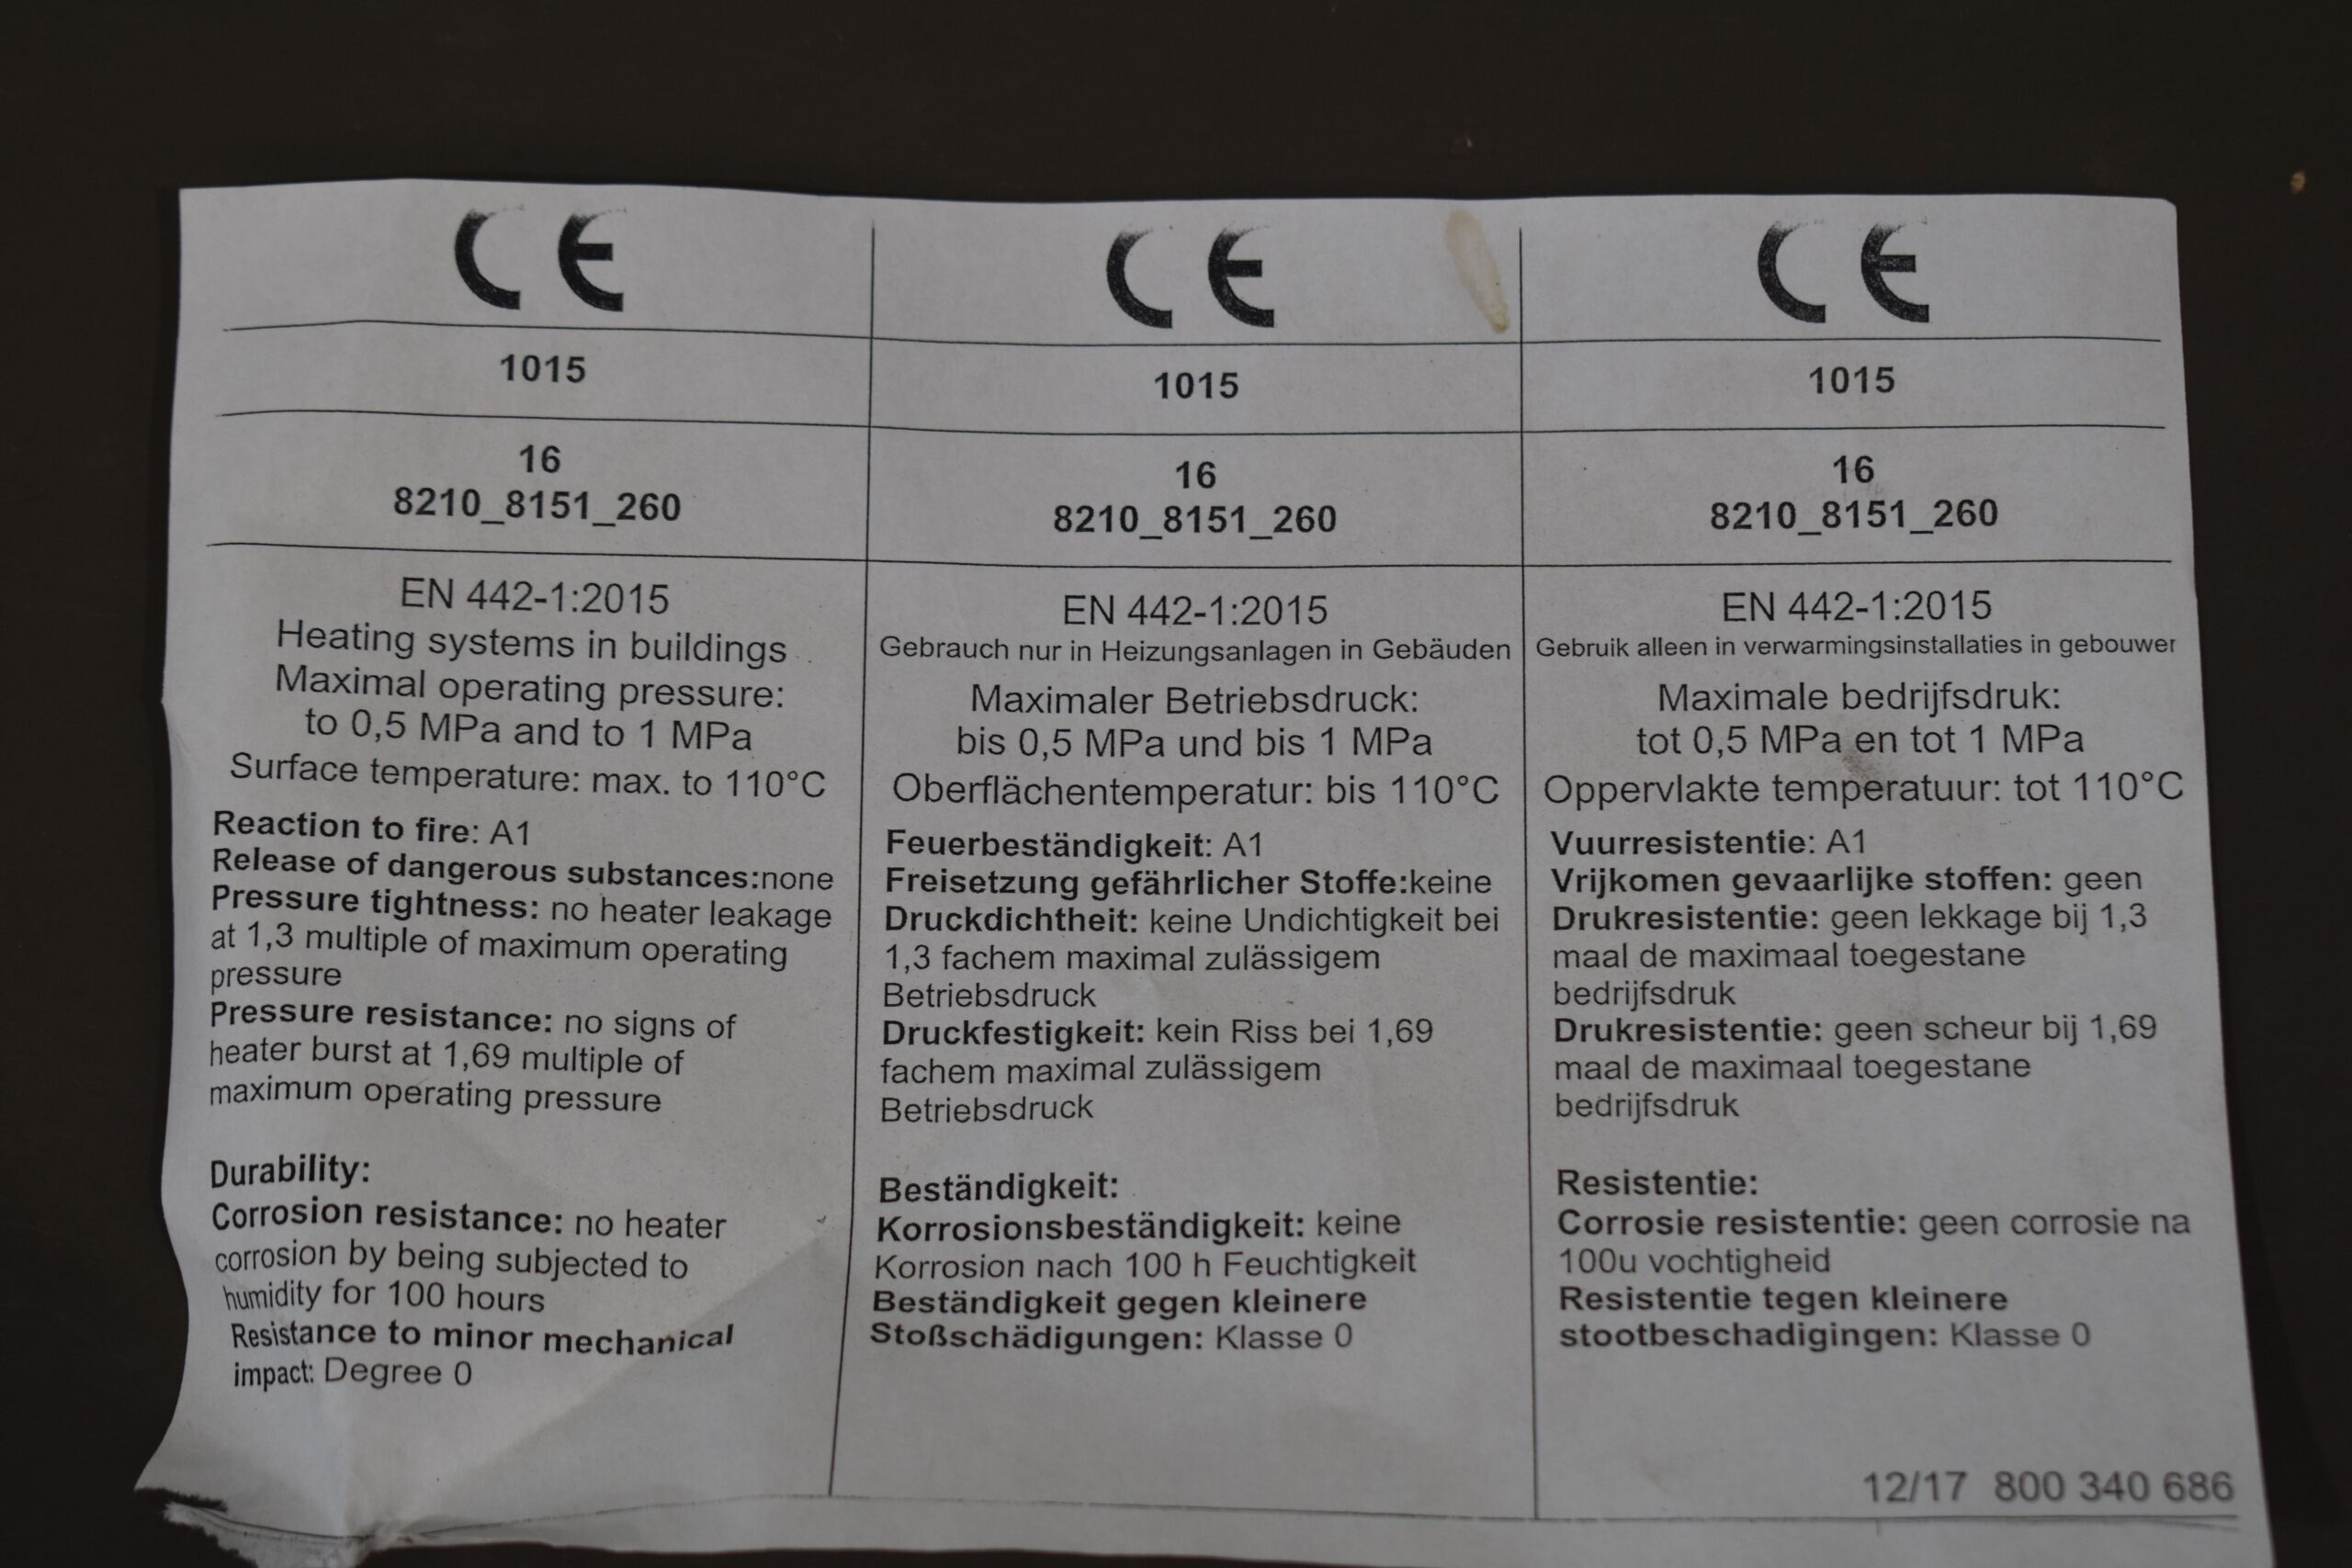 CE
1015
16
8210_8151_260
EN 442-1:2015
Heating systems in buildings
Maximal operating pressure:
to 0,5 MPa and to 1 MPa
Surface temperature: max. to 110°C
Reaction to fire: A1
Release of dangerous substances:none
Pressure tightness: no heater leakage
at 1,3 multiple of maximum operating
pressure
Pressure resistance: no signs of
heater burst at 1,69 multiple of
maximum operating pressure
Durability:
Corrosion resistance: no heater
corrosion by being subjected to
humidity for 100 hours
Resistance to minor mechanical
impact: Degree 0
CE
1015
16
8210_8151_260
EN 442-1:2015
Gebrauch nur in Heizungsanlagen in Gebäuden
Maximaler Betriebsdruck:
bis 0,5 MPa und bis 1 MPa
Oberflächentemperatur: bis 110°C
Feuerbeständigkeit: A1
Freisetzung gefährlicher Stoffe:keine
Druckdichtheit: keine Undichtigkeit bei
1,3 fachem maximal zulässigem
Betriebsdruck
Druckfestigkeit: kein Riss bei 1,69
fachem maximal zulässigem
Betriebsdruck
Beständigkeit:
Korrosionsbeständigkeit: keine
Korrosion nach 100 h Feuchtigkeit
Beständigkeit gegen kleinere
Stoßschädigungen: Klasse 0
CE
1015
16
8210_8151_260
EN 442-1:2015
Gebruik alleen in verwarmingsinstallaties in gebouwer
Maximale bedrijfsdruk:
tot 0,5 MPa en tot 1 MPa
Oppervlakte temperatuur: tot 110°C
Vuurresistentie: A1
Vrijkomen gevaarlijke stoffen: geen
Drukresistentie: geen lekkage bij 1,3
maal de maximaal toegestane
bedrijfsdruk
Drukresistentie: geen scheur bij 1,69
maal de maximaal toegestane
bedrijfsdruk
Resistentie:
Corrosie resistentie: geen corrosie na
100u vochtigheid
Resistentie tegen kleinere
stootbeschadigingen: Klasse 0
12/17 800 340 686